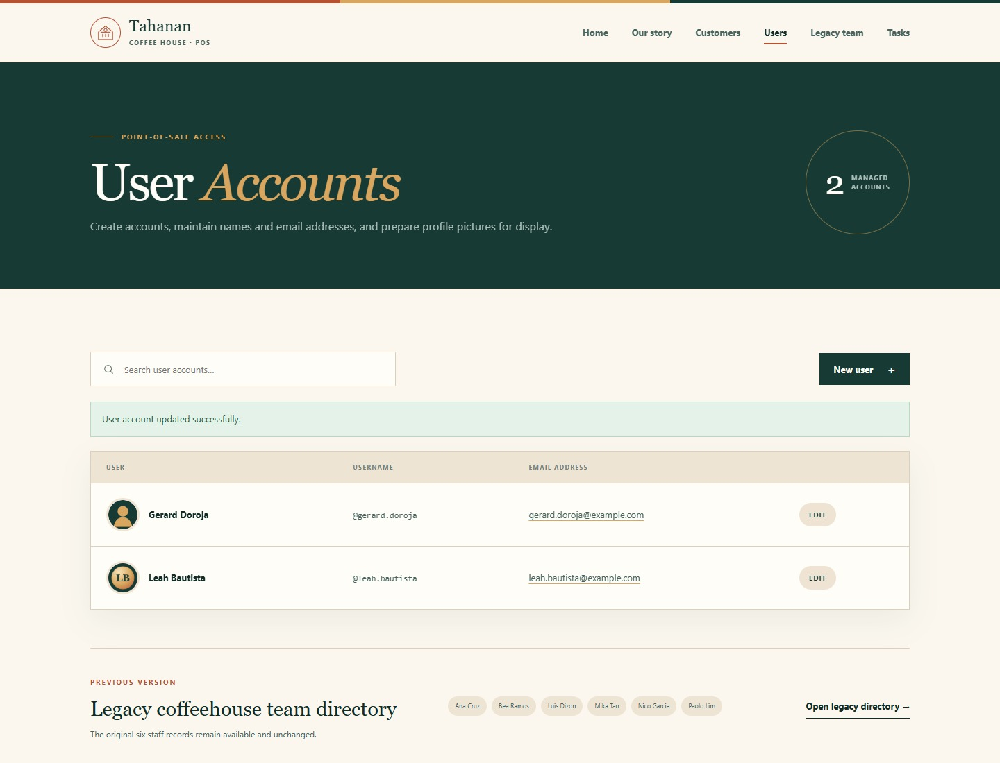 Tahanan
COFFEE HOUSE · POS
Home
Our story
Customers
Users
Legacy team
Tasks
POINT-OF-SALE ACCESS
User Accounts
Create accounts, maintain names and email addresses, and prepare profile pictures for display.
2
MANAGED
ACCOUNTS
Search user accounts...
New user +
User account updated successfully.
USER
USERNAME
EMAIL ADDRESS
Gerard Doroja
@gerard.doroja
gerard.doroja@example.com
EDIT
LB
Leah Bautista
@leah.bautista
leah.bautista@example.com
EDIT
PREVIOUS VERSION
Legacy coffeehouse team directory
The original six staff records remain available and unchanged.
Ana Cruz
Bea Ramos
Luis Dizon
Mika Tan
Nico Garcia
Paolo Lim
Open legacy directory →